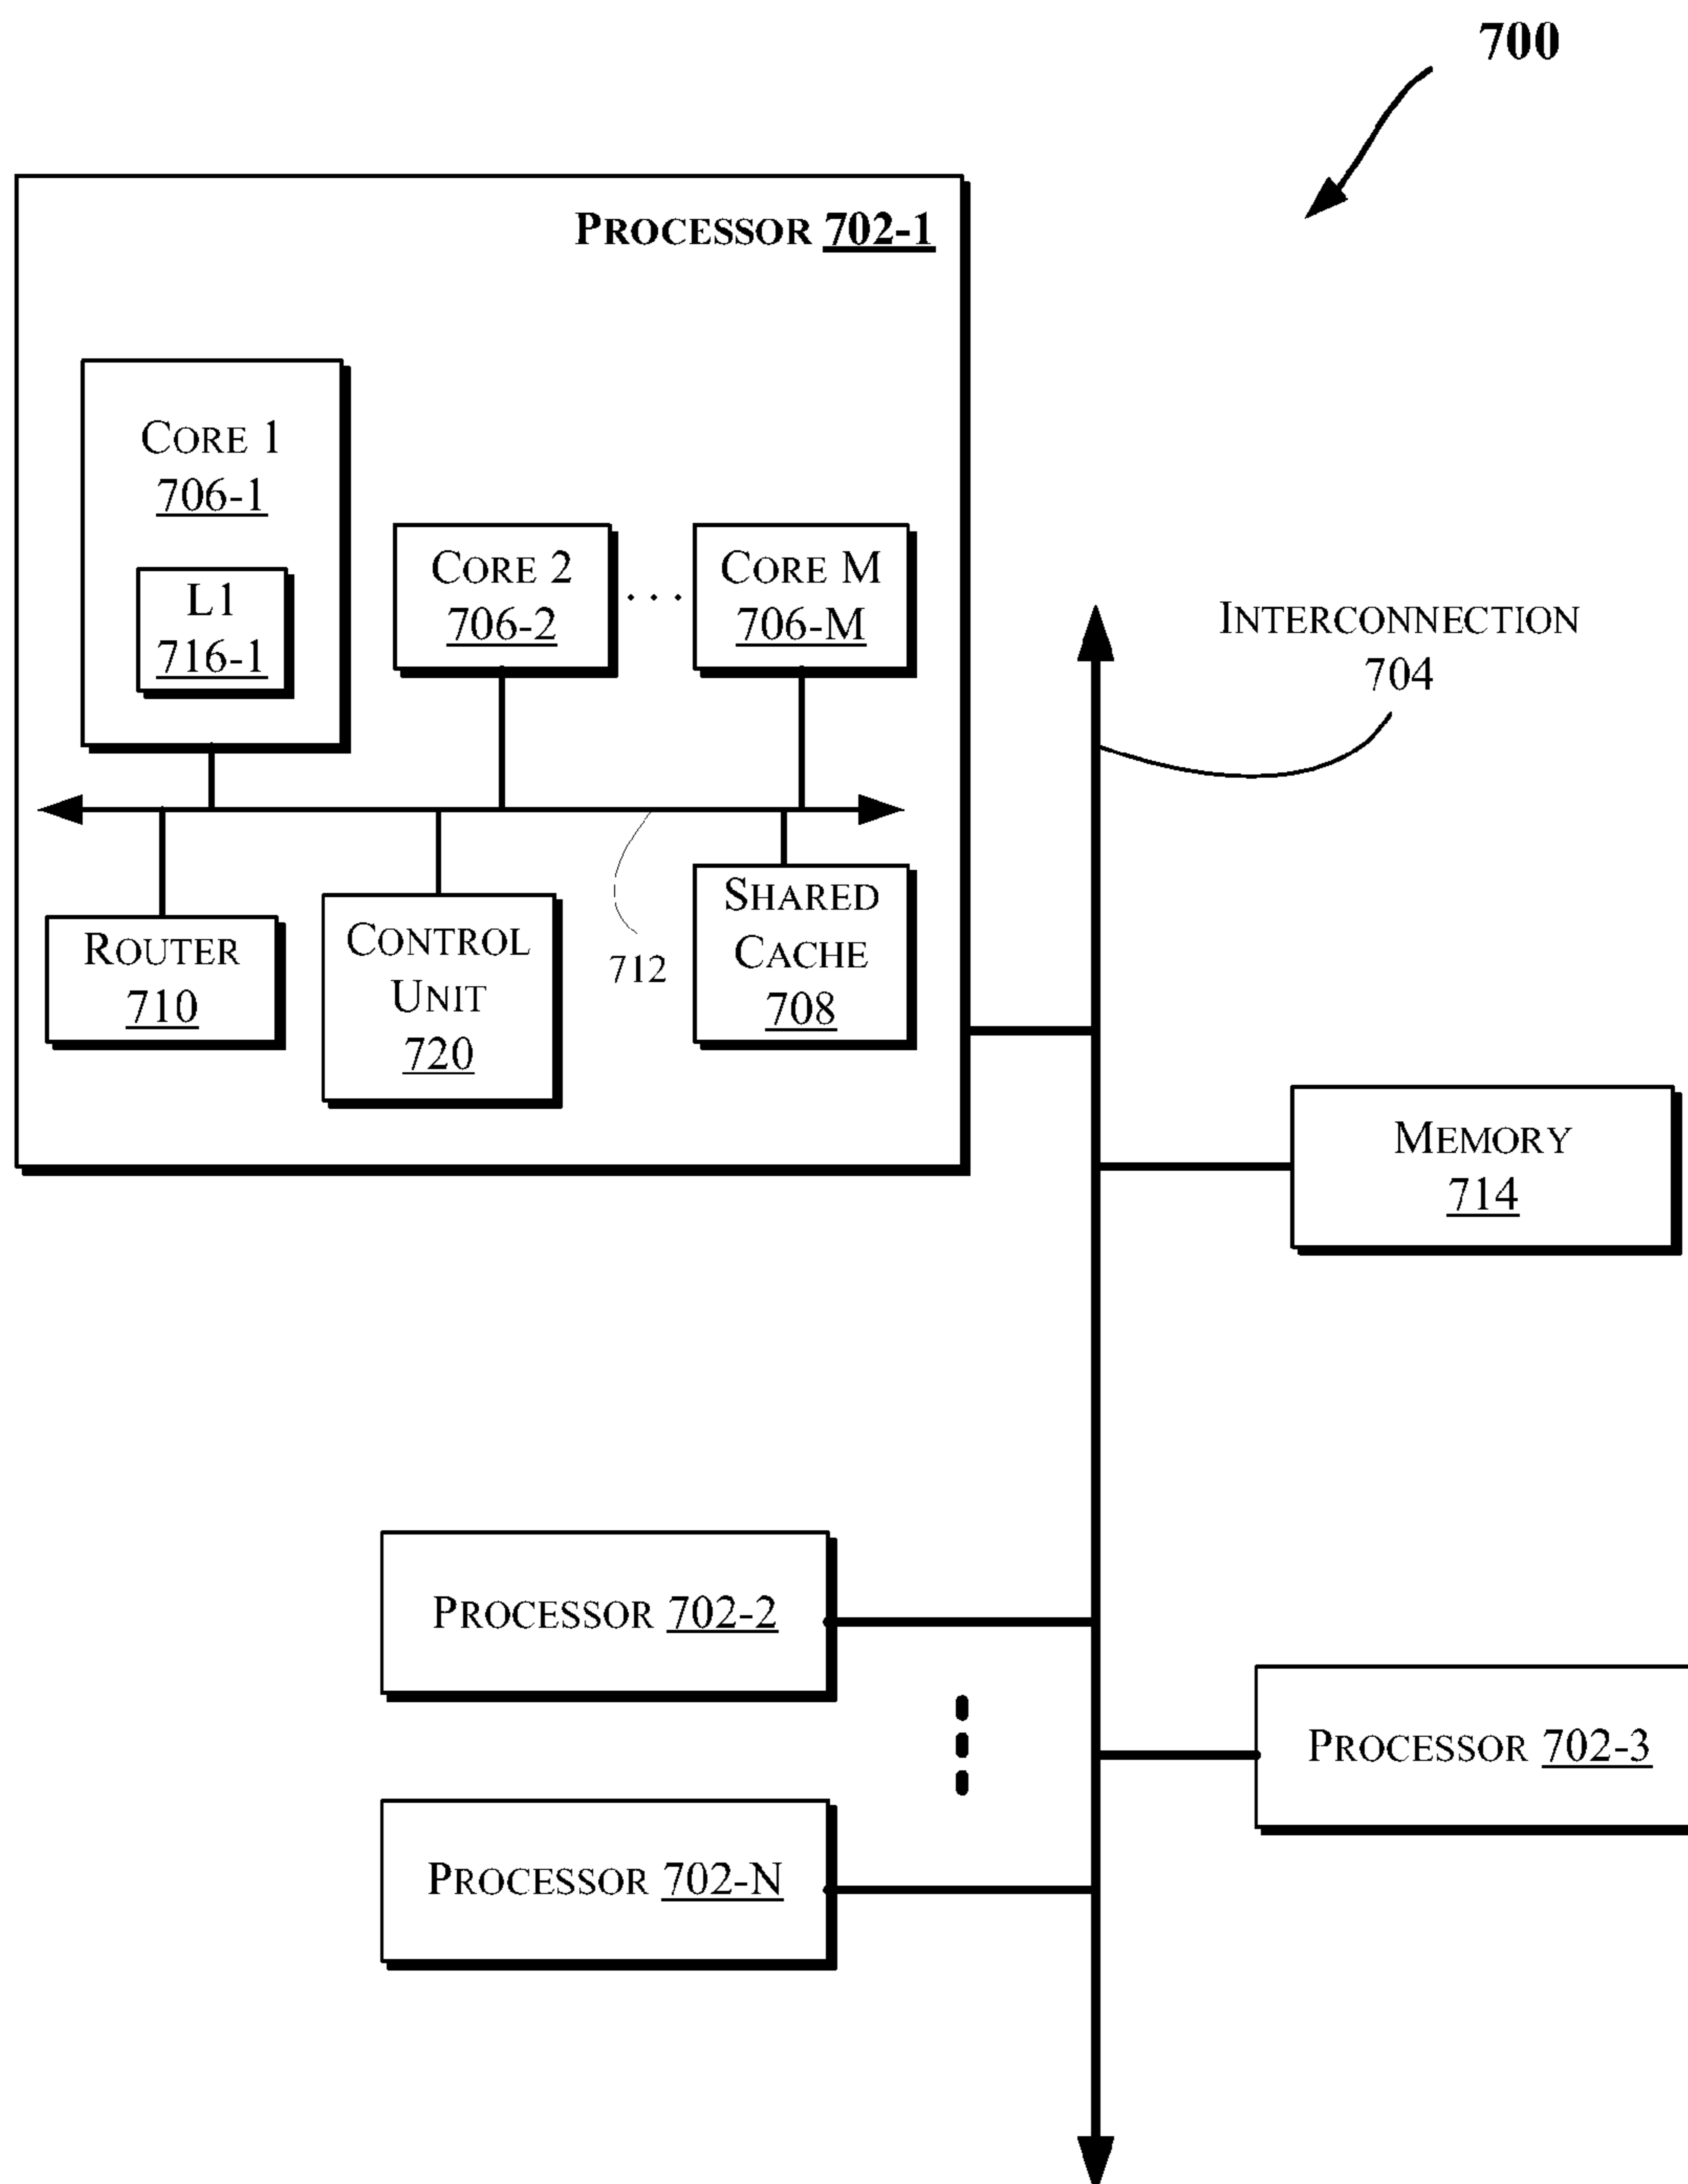 700
PROCESSOR 702-1
CORE 1
706-1
L1
716-1
CORE 2
706-2
. . .
CORE M
706-M
INTERCONNECTION
704
ROUTER
710
CONTROL
UNIT
720
712
SHARED
CACHE
708
MEMORY
714
PROCESSOR 702-2
PROCESSOR 702-3
PROCESSOR 702-N